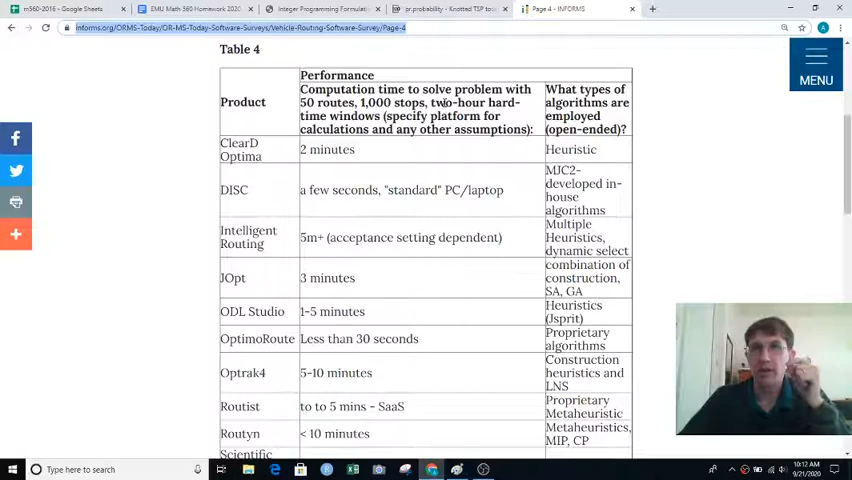 m560-2016 - Google Sheets
EMU Math 560 Homework 2020
Integer Programming Formulati
pr.probability - Knotted TSP tou
Page 4 - INFORMS
informs.org/ORMS-Today/OR-MS-Today-Software-Surveys/Vehicle-Routing-Software-Survey/Page-4
A
MENU
Table 4
Product
Performance
Computation time to solve problem with
50 routes, 1,000 stops, two-hour hard-
time windows (specify platform for
calculations and any other assumptions):
What types of
algorithms are
employed
(open-ended)?
ClearD
Optima
2 minutes
Heuristic
DISC
a few seconds, "standard" PC/laptop
MJC2-
developed in-
house
algorithms
Intelligent
Routing
5m+ (acceptance setting dependent)
Multiple
Heuristics,
dynamic select
JOpt
3 minutes
combination of
construction,
SA, GA
ODL Studio
1-5 minutes
Heuristics
(Jsprit)
OptimoRoute
Less than 30 seconds
Proprietary
algorithms
Optrak4
5-10 minutes
Construction
heuristics and
LNS
Routist
to to 5 mins - SaaS
Proprietary
Metaheuristic
Routyn
< 10 minutes
Metaheuristics,
MIP, CP
Scientific
Type here to search
10:12 AM
9/21/2020